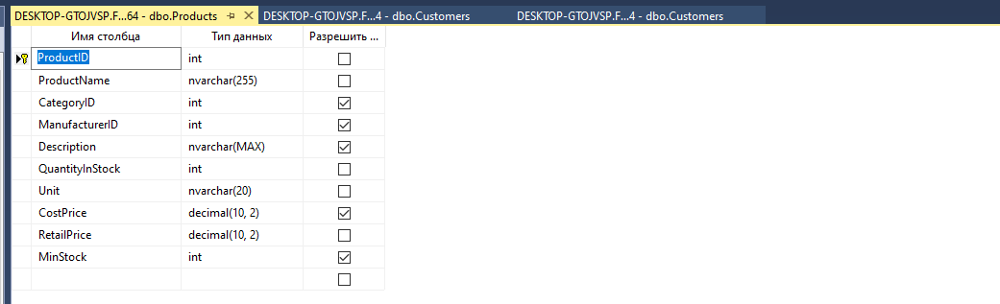 DESKTOP-GTOJVSP.F...64 - dbo.Products DESKTOP-GTOJVSP.F...4 - dbo.Customers DESKTOP-GTOJVSP.F...4 - dbo.Customers
Имя столбца Тип данных Разрешить ...
ProductID int
ProductName nvarchar(255)
CategoryID int
ManufacturerID int
Description nvarchar(MAX)
QuantityInStock int
Unit nvarchar(20)
CostPrice decimal(10, 2)
RetailPrice decimal(10, 2)
MinStock int